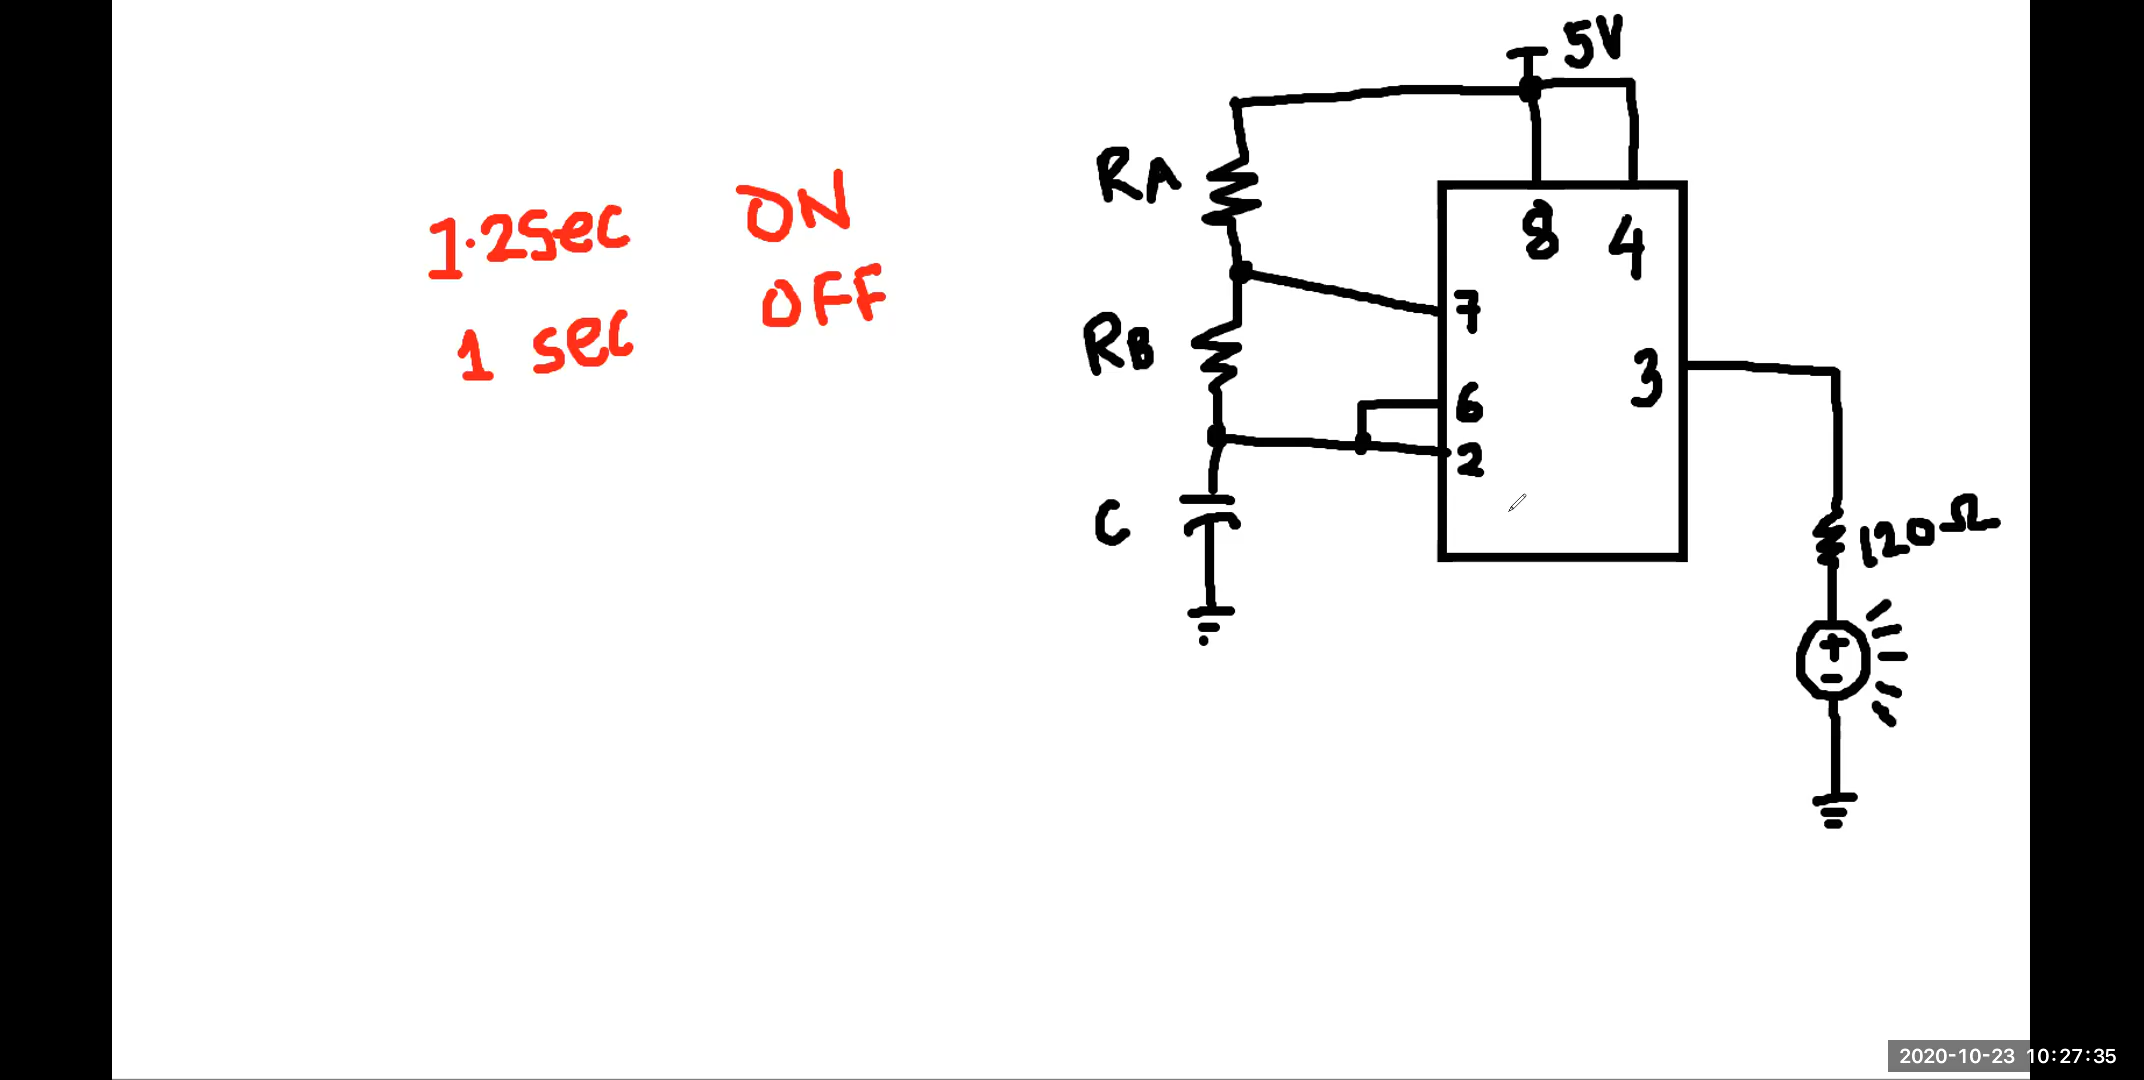 5V
RA
1.2sec ON
8 4
1 sec OFF
7
RB
3
6
2
C
120Ω
+
-
2020-10-23 10:27:35